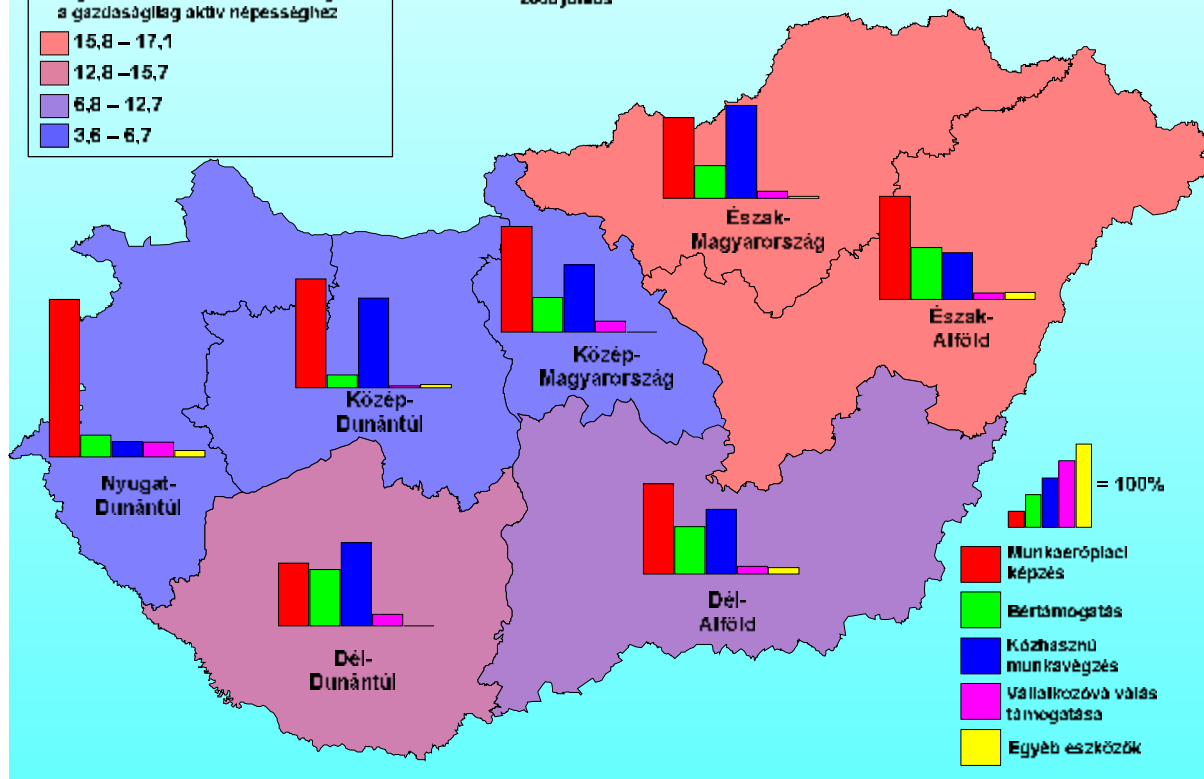 a gazdaságilag aktív népességhez
15,8 – 17,1
12,8 –15,7
6,8 – 12,7
3,6 – 6,7
Észak-
Magyarország
Észak-
Alföld
Közép-
Magyarország
Közép-
Dunántúl
Nyugat-
Dunántúl
Dél-
Alföld
Dél-
Dunántúl
= 100%
Munkaerőpiaci
képzés
Bértámogatás
Közhasznú
munkavégzés
Vállalkozóvá válás
támogatása
Egyéb eszközök